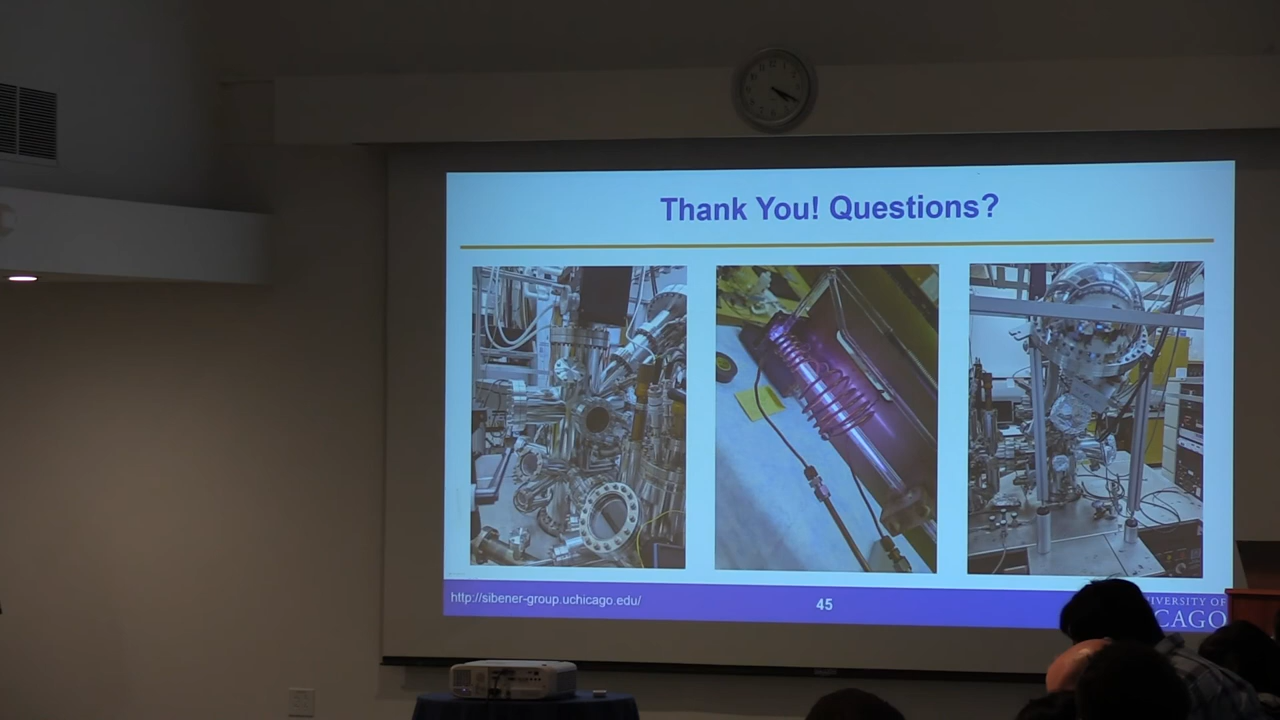 Thank You! Questions?
http://sibener-group.uchicago.edu/
45
UNIVERSITY OF
CAGO